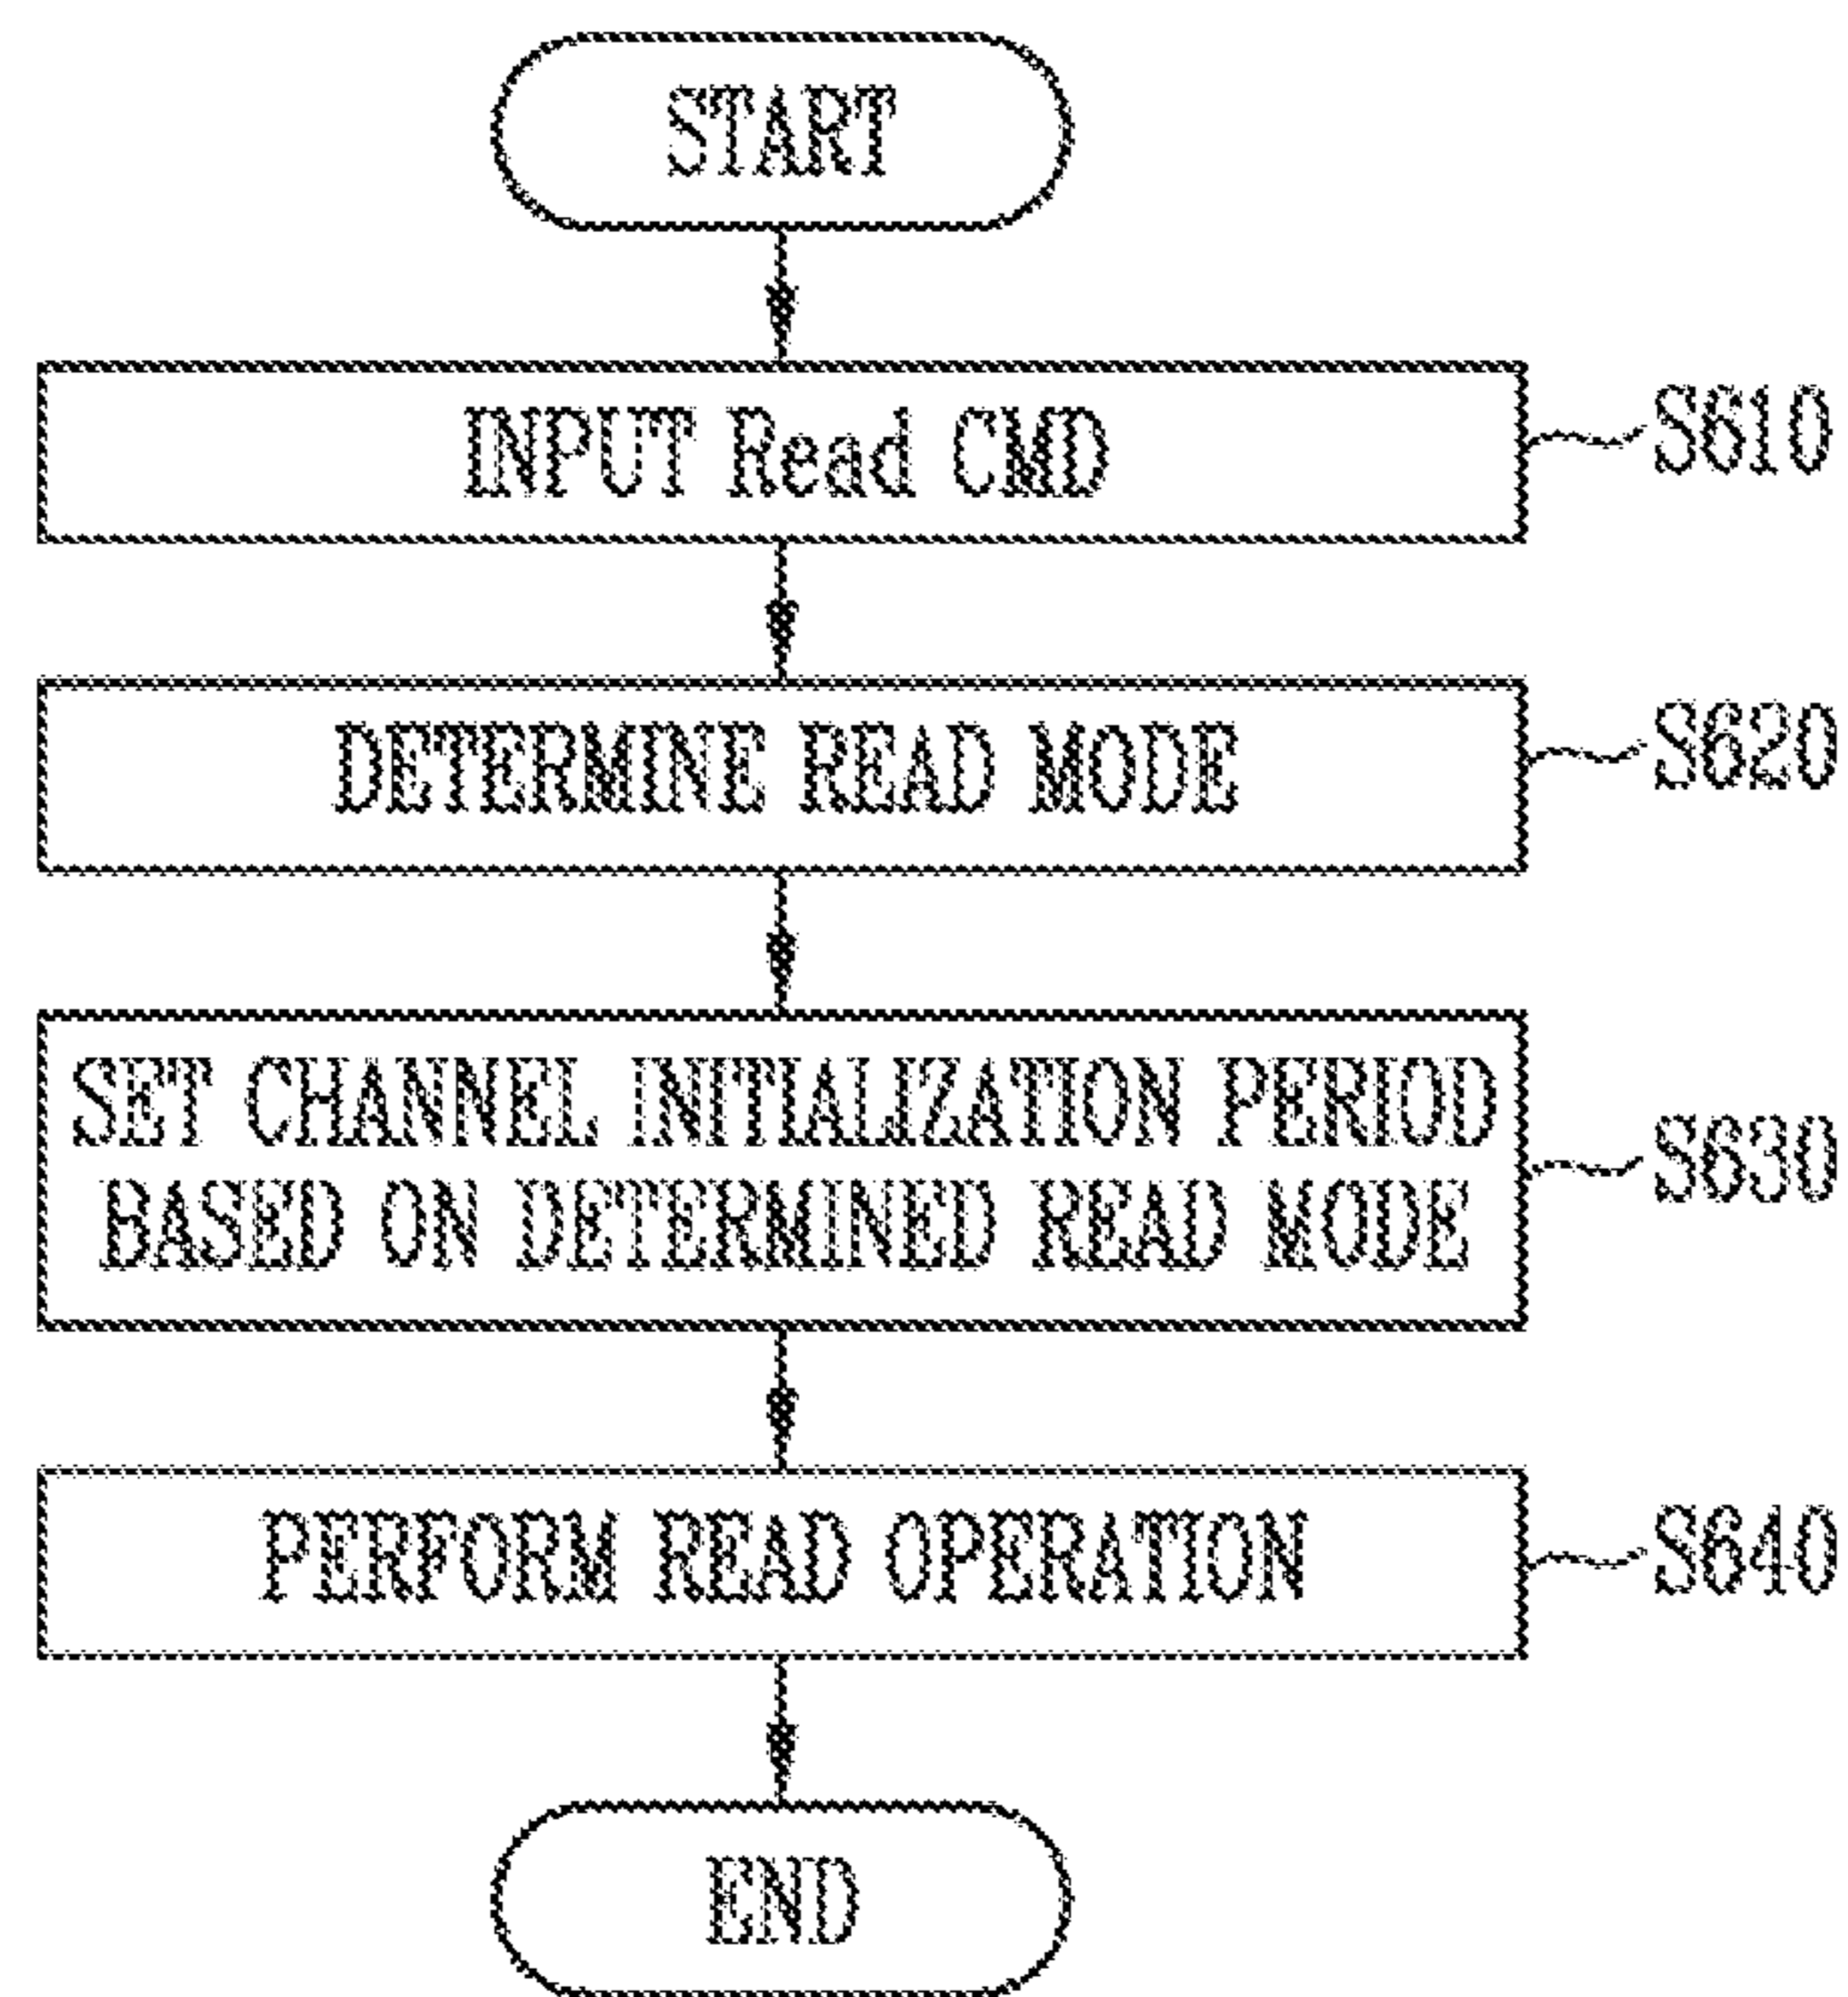 START
INPUT Read CMD
S610
DETERMINE READ MODE
S620
SET CHANNEL INITIALIZATION PERIOD
BASED ON DETERMINED READ MODE
S630
PERFORM READ OPERATION
S640
END